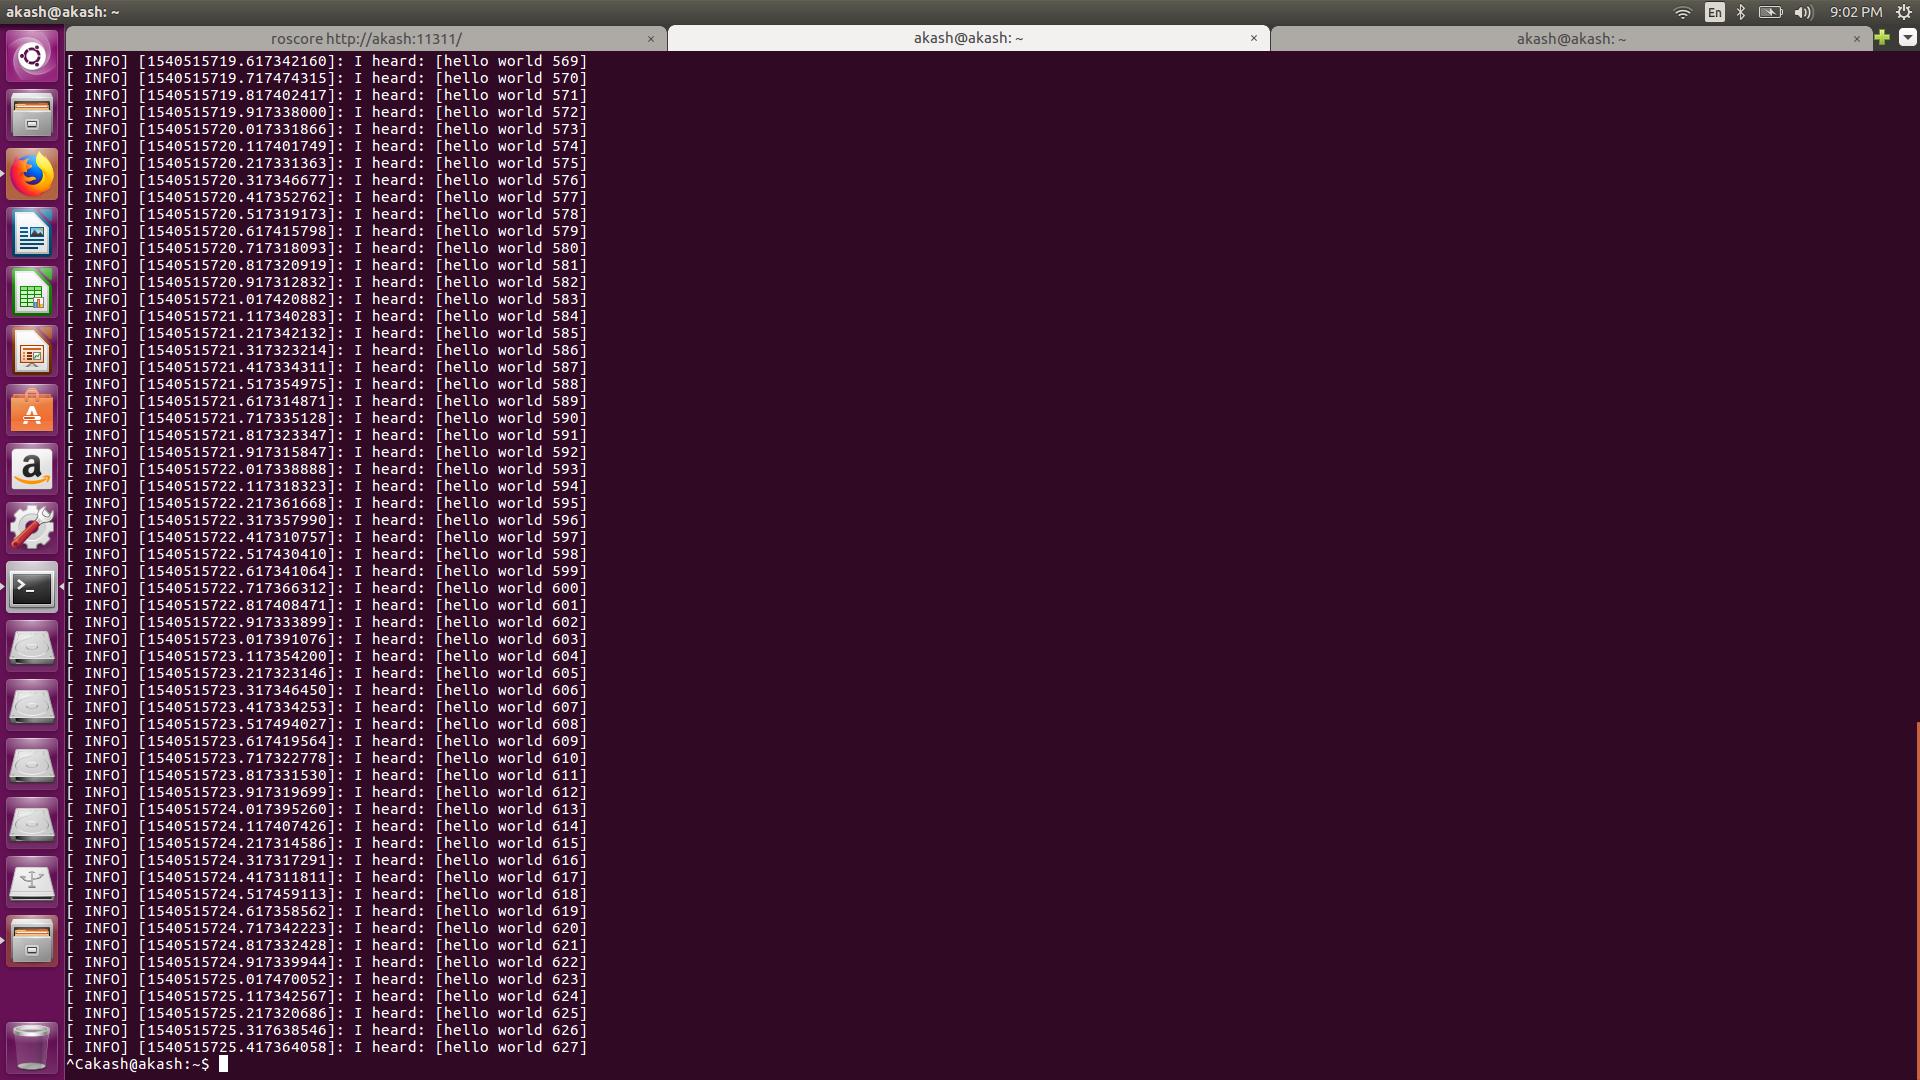 akash@akash: ~
En
9:02 PM
roscore http://akash:11311/ ×
akash@akash: ~ ×
akash@akash: ~ ×
[ INFO] [1540515719.617342160]: I heard: [hello world 569]
[ INFO] [1540515719.717474315]: I heard: [hello world 570]
[ INFO] [1540515719.817402417]: I heard: [hello world 571]
[ INFO] [1540515719.917338000]: I heard: [hello world 572]
[ INFO] [1540515720.017331866]: I heard: [hello world 573]
[ INFO] [1540515720.117401749]: I heard: [hello world 574]
[ INFO] [1540515720.217331363]: I heard: [hello world 575]
[ INFO] [1540515720.317346677]: I heard: [hello world 576]
[ INFO] [1540515720.417352762]: I heard: [hello world 577]
[ INFO] [1540515720.517319173]: I heard: [hello world 578]
[ INFO] [1540515720.617415798]: I heard: [hello world 579]
[ INFO] [1540515720.717318093]: I heard: [hello world 580]
[ INFO] [1540515720.817320919]: I heard: [hello world 581]
[ INFO] [1540515720.917312832]: I heard: [hello world 582]
[ INFO] [1540515721.017420882]: I heard: [hello world 583]
[ INFO] [1540515721.117340283]: I heard: [hello world 584]
[ INFO] [1540515721.217342132]: I heard: [hello world 585]
[ INFO] [1540515721.317323214]: I heard: [hello world 586]
[ INFO] [1540515721.417334311]: I heard: [hello world 587]
[ INFO] [1540515721.517354975]: I heard: [hello world 588]
[ INFO] [1540515721.617314871]: I heard: [hello world 589]
[ INFO] [1540515721.717335128]: I heard: [hello world 590]
[ INFO] [1540515721.817323347]: I heard: [hello world 591]
[ INFO] [1540515721.917315847]: I heard: [hello world 592]
[ INFO] [1540515722.017338888]: I heard: [hello world 593]
[ INFO] [1540515722.117318323]: I heard: [hello world 594]
[ INFO] [1540515722.217361668]: I heard: [hello world 595]
[ INFO] [1540515722.317357990]: I heard: [hello world 596]
[ INFO] [1540515722.417310757]: I heard: [hello world 597]
[ INFO] [1540515722.517430410]: I heard: [hello world 598]
[ INFO] [1540515722.617341064]: I heard: [hello world 599]
[ INFO] [1540515722.717366312]: I heard: [hello world 600]
[ INFO] [1540515722.817408471]: I heard: [hello world 601]
[ INFO] [1540515722.917333899]: I heard: [hello world 602]
[ INFO] [1540515723.017391076]: I heard: [hello world 603]
[ INFO] [1540515723.117354200]: I heard: [hello world 604]
[ INFO] [1540515723.217323146]: I heard: [hello world 605]
[ INFO] [1540515723.317346450]: I heard: [hello world 606]
[ INFO] [1540515723.417334253]: I heard: [hello world 607]
[ INFO] [1540515723.517494027]: I heard: [hello world 608]
[ INFO] [1540515723.617419564]: I heard: [hello world 609]
[ INFO] [1540515723.717322778]: I heard: [hello world 610]
[ INFO] [1540515723.817331530]: I heard: [hello world 611]
[ INFO] [1540515723.917319699]: I heard: [hello world 612]
[ INFO] [1540515724.017395260]: I heard: [hello world 613]
[ INFO] [1540515724.117407426]: I heard: [hello world 614]
[ INFO] [1540515724.217314586]: I heard: [hello world 615]
[ INFO] [1540515724.317317291]: I heard: [hello world 616]
[ INFO] [1540515724.417311811]: I heard: [hello world 617]
[ INFO] [1540515724.517459113]: I heard: [hello world 618]
[ INFO] [1540515724.617358562]: I heard: [hello world 619]
[ INFO] [1540515724.717342223]: I heard: [hello world 620]
[ INFO] [1540515724.817332428]: I heard: [hello world 621]
[ INFO] [1540515724.917339944]: I heard: [hello world 622]
[ INFO] [1540515725.017470052]: I heard: [hello world 623]
[ INFO] [1540515725.117342567]: I heard: [hello world 624]
[ INFO] [1540515725.217320686]: I heard: [hello world 625]
[ INFO] [1540515725.317638546]: I heard: [hello world 626]
[ INFO] [1540515725.417364058]: I heard: [hello world 627]
^Cakash@akash:~$